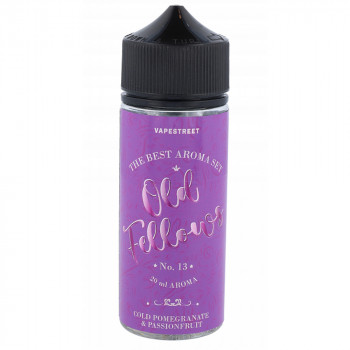 VAPESTREET
THE BEST AROMA SET
Old
Fellows
No. 13
20 ml AROMA
COLD POMEGRANATE
& PASSIONFRUIT